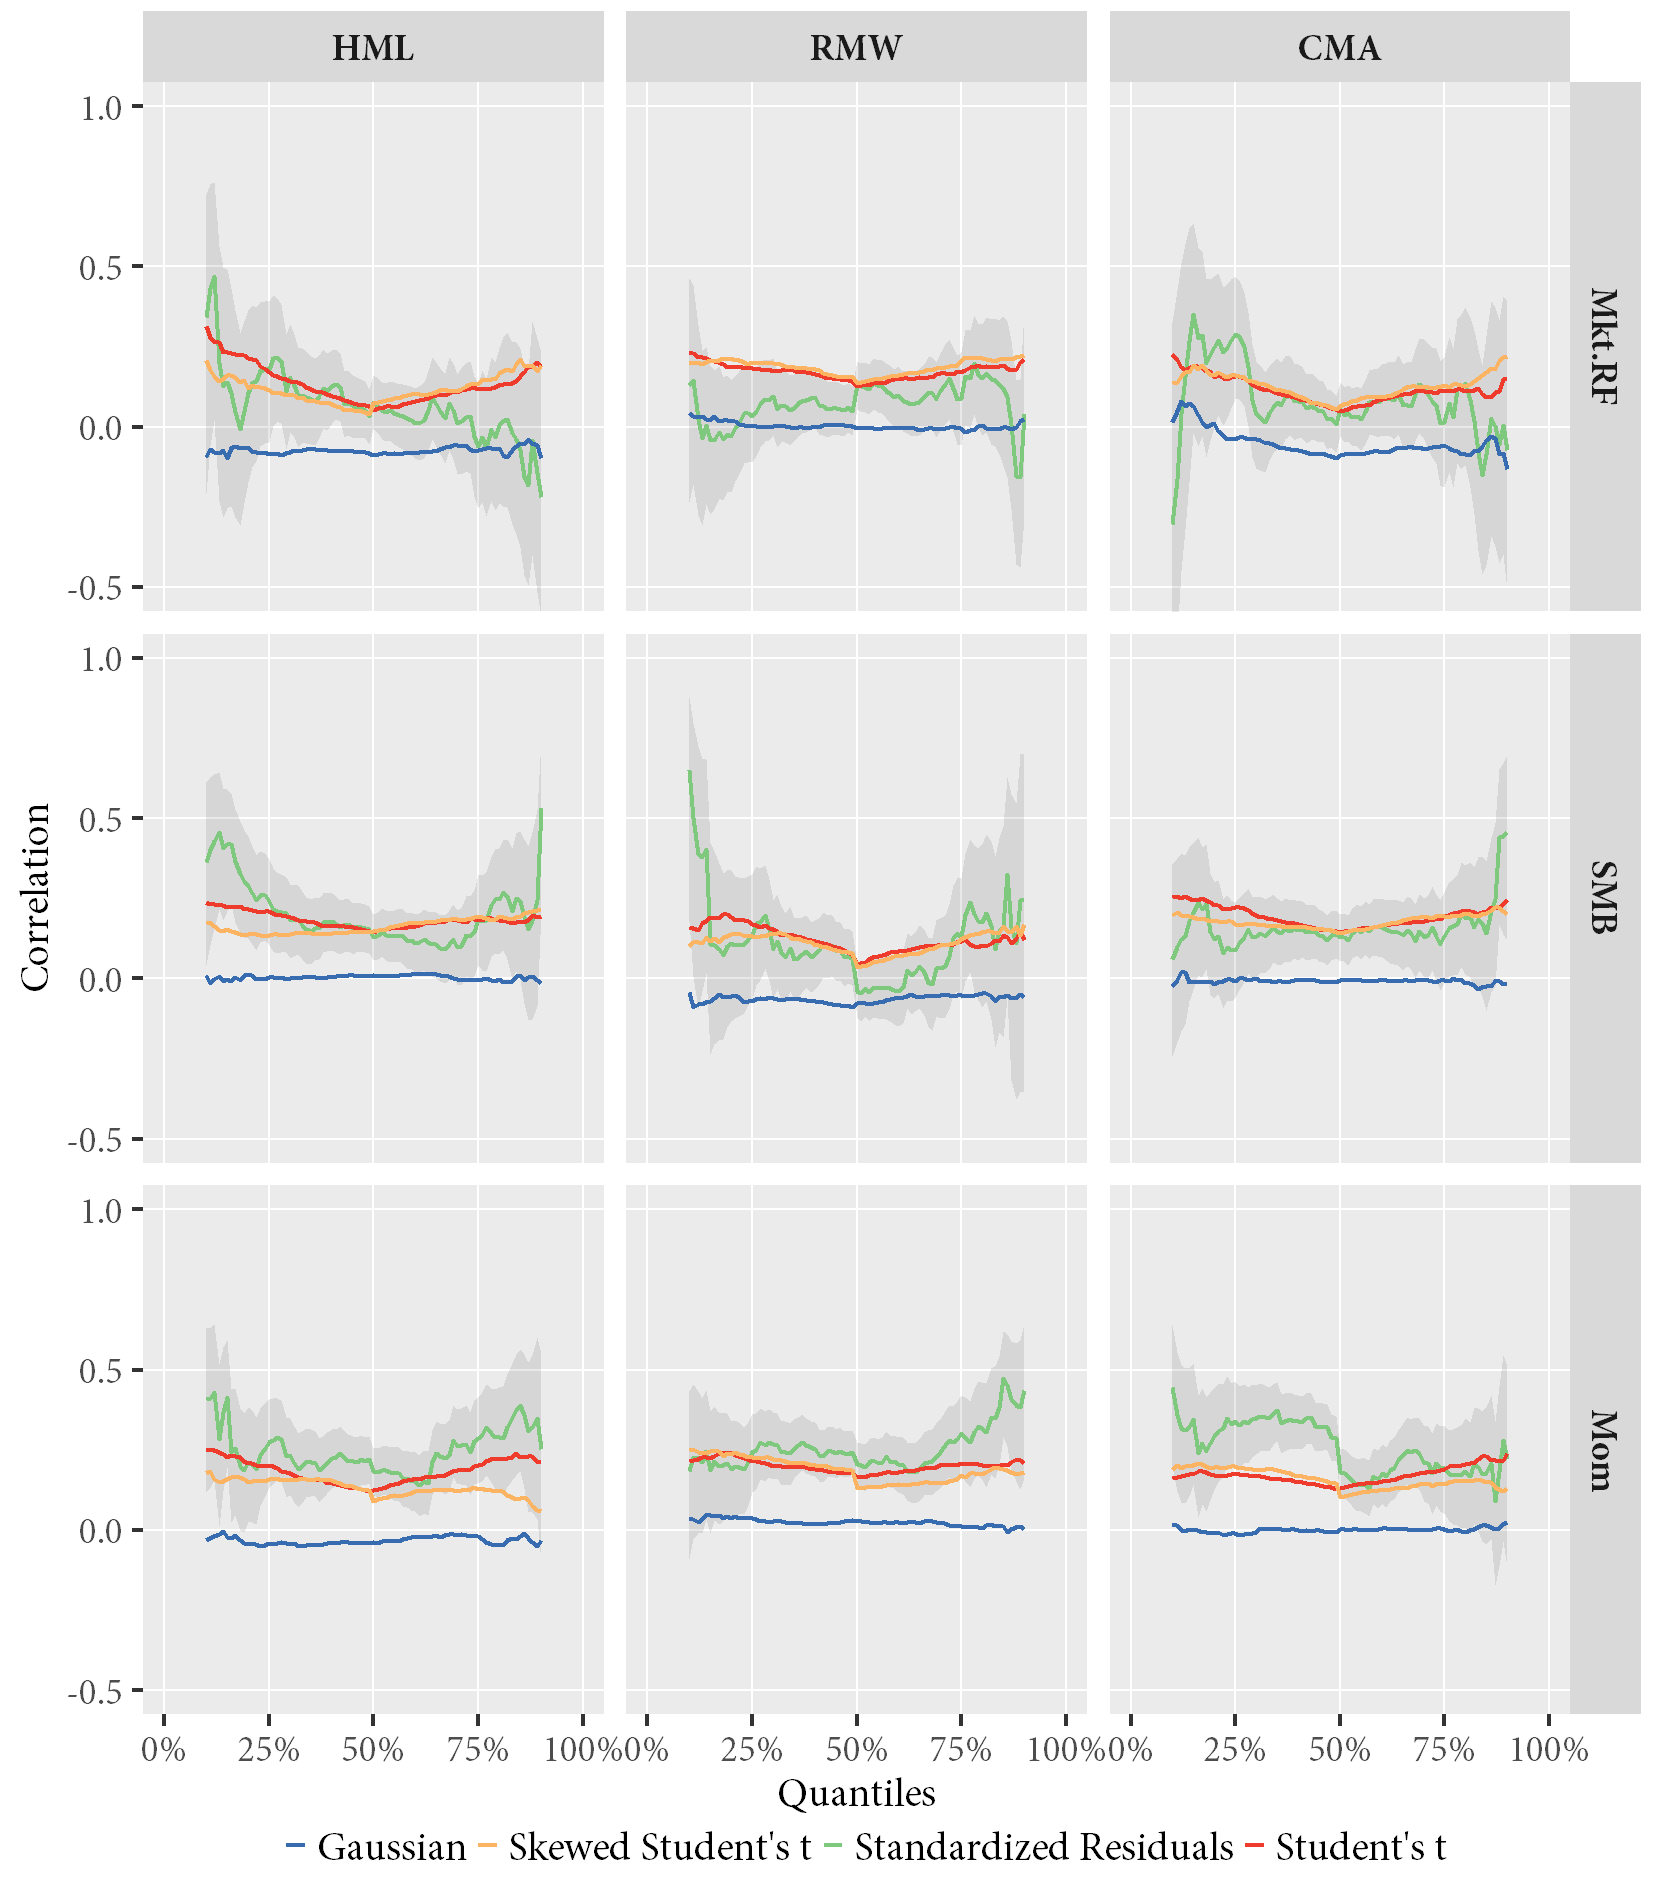 HML RMW CMA
1.0
0.5
0.0
-0.5
Mkt.RF
1.0
0.5
0.0
-0.5
SMB
Correlation
1.0
0.5
0.0
-0.5
Mom
0% 25% 50% 75% 100% 0% 25% 50% 75% 100% 0% 25% 50% 75% 100%
Quantiles
Gaussian Skewed Student's t Standardized Residuals Student's t